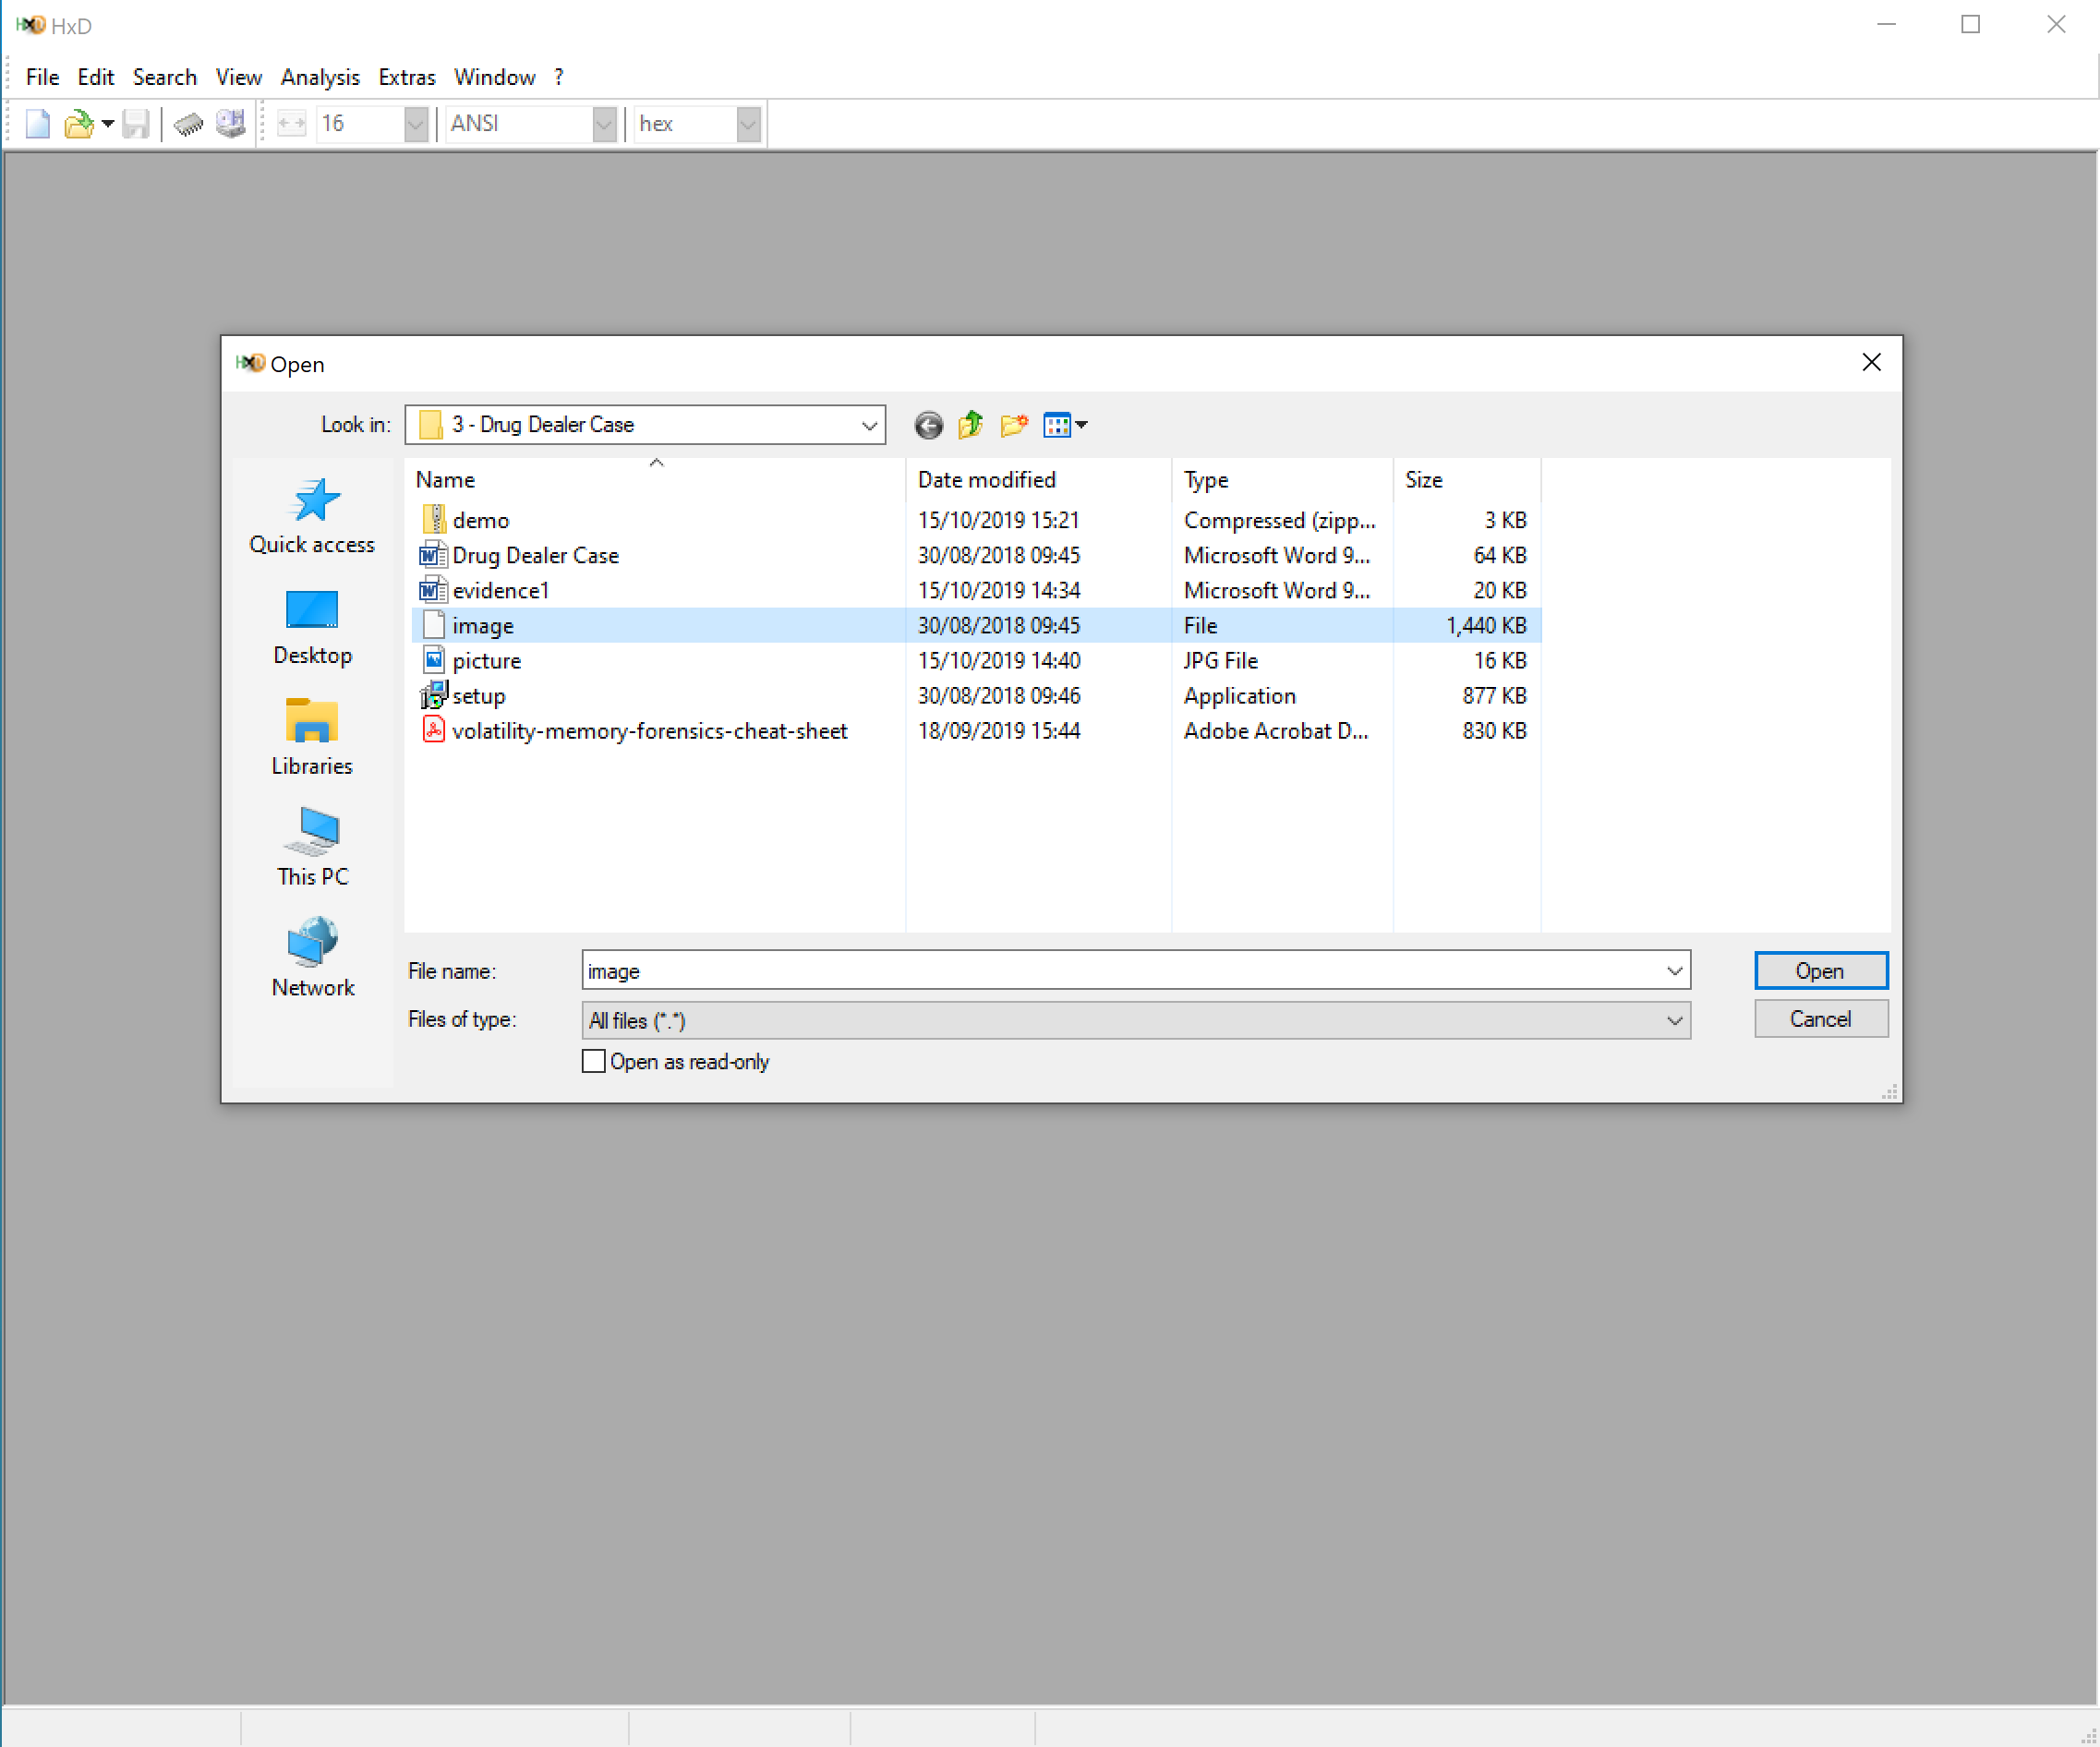 HxD
File Edit Search View Analysis Extras Window ?
16 ANSI hex
Open
Look in: 3 - Drug Dealer Case
Name Date modified Type Size
demo 15/10/2019 15:21 Compressed (zipp... 3 KB
Drug Dealer Case 30/08/2018 09:45 Microsoft Word 9... 64 KB
evidence1 15/10/2019 14:34 Microsoft Word 9... 20 KB
image 30/08/2018 09:45 File 1,440 KB
picture 15/10/2019 14:40 JPG File 16 KB
setup 30/08/2018 09:46 Application 877 KB
volatility-memory-forensics-cheat-sheet 18/09/2019 15:44 Adobe Acrobat D... 830 KB
Quick access
Desktop
Libraries
This PC
Network
File name: image Open
Files of type: All files (*.*) Cancel
Open as read-only